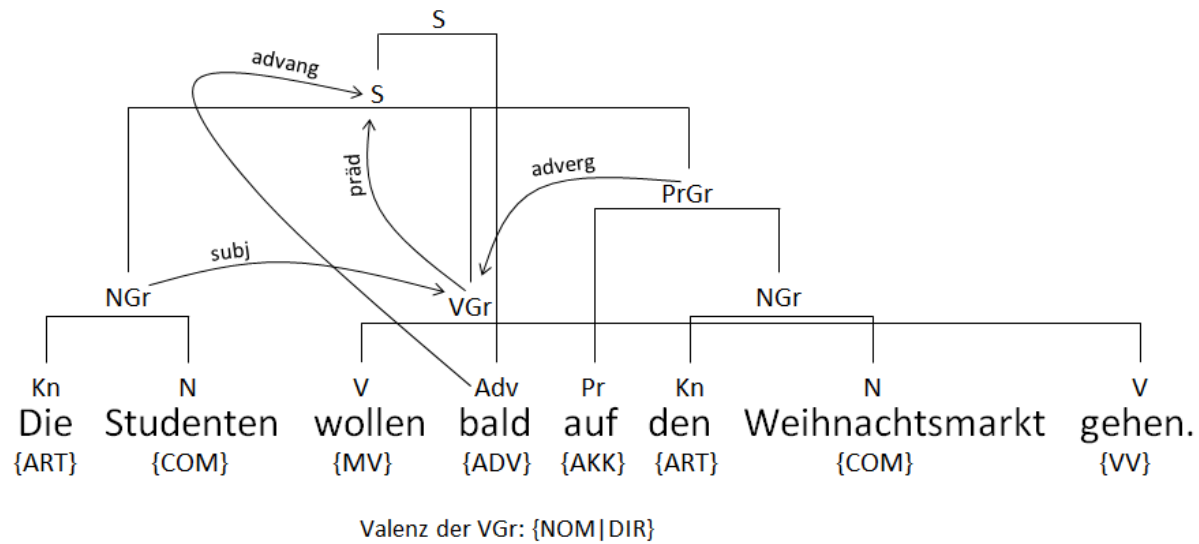 S
advang
S
präd
adverg
PrGr
subj
NGr
VGr
NGr
Kn N V Adv Pr Kn N V
Die Studenten wollen bald auf den Weihnachtsmarkt gehen.
{ART} {COM} {MV} {ADV} {AKK} {ART} {COM} {VV}
Valenz der VGr: {NOM|DIR}